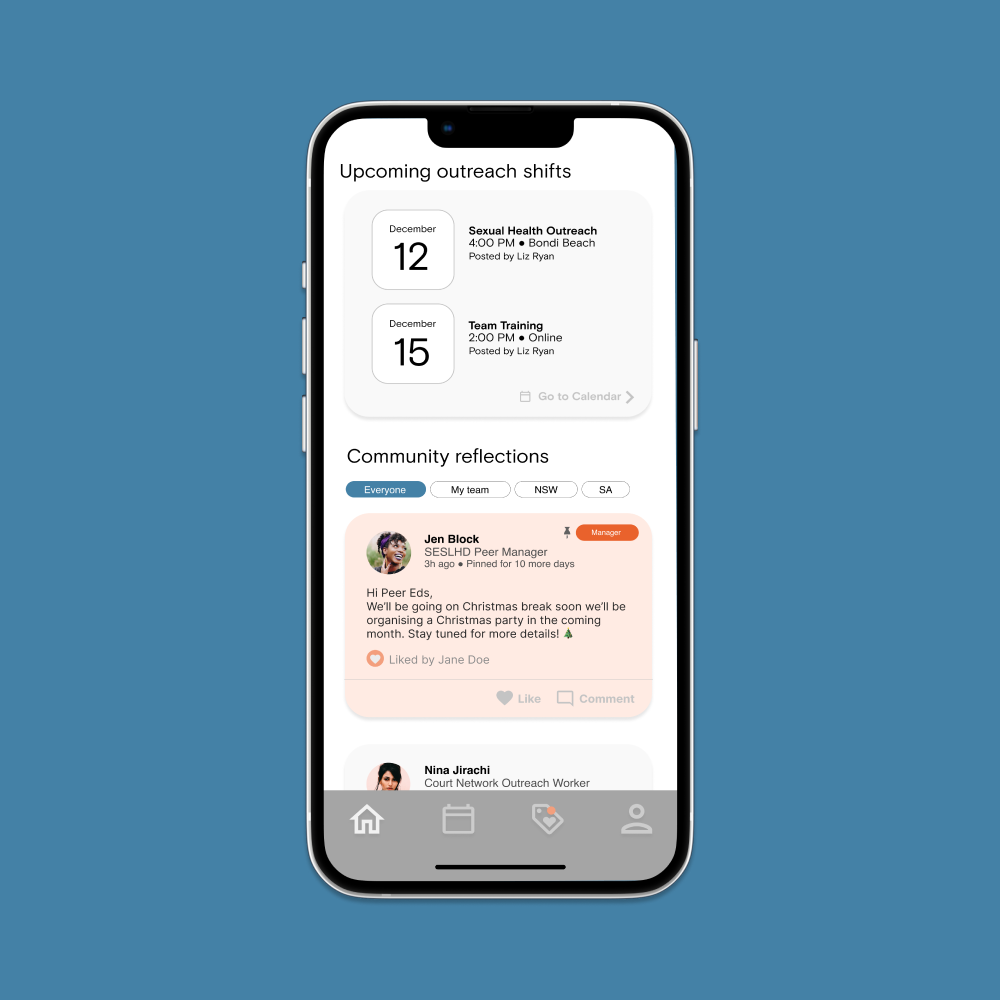 Upcoming outreach shifts
December
12
Sexual Health Outreach
4:00 PM ● Bondi Beach
Posted by Liz Ryan
December
15
Team Training
2:00 PM ● Online
Posted by Liz Ryan
Go to Calendar
Community reflections
Everyone
My team
NSW
SA
Manager
Jen Block
SESLHD Peer Manager
3h ago ● Pinned for 10 more days
Hi Peer Eds,
We'll be going on Christmas break soon we'll be
organising a Christmas party in the coming
month. Stay tuned for more details! 🎄
Liked by Jane Doe
Like
Comment
Nina Jirachi
Court Network Outreach Worker